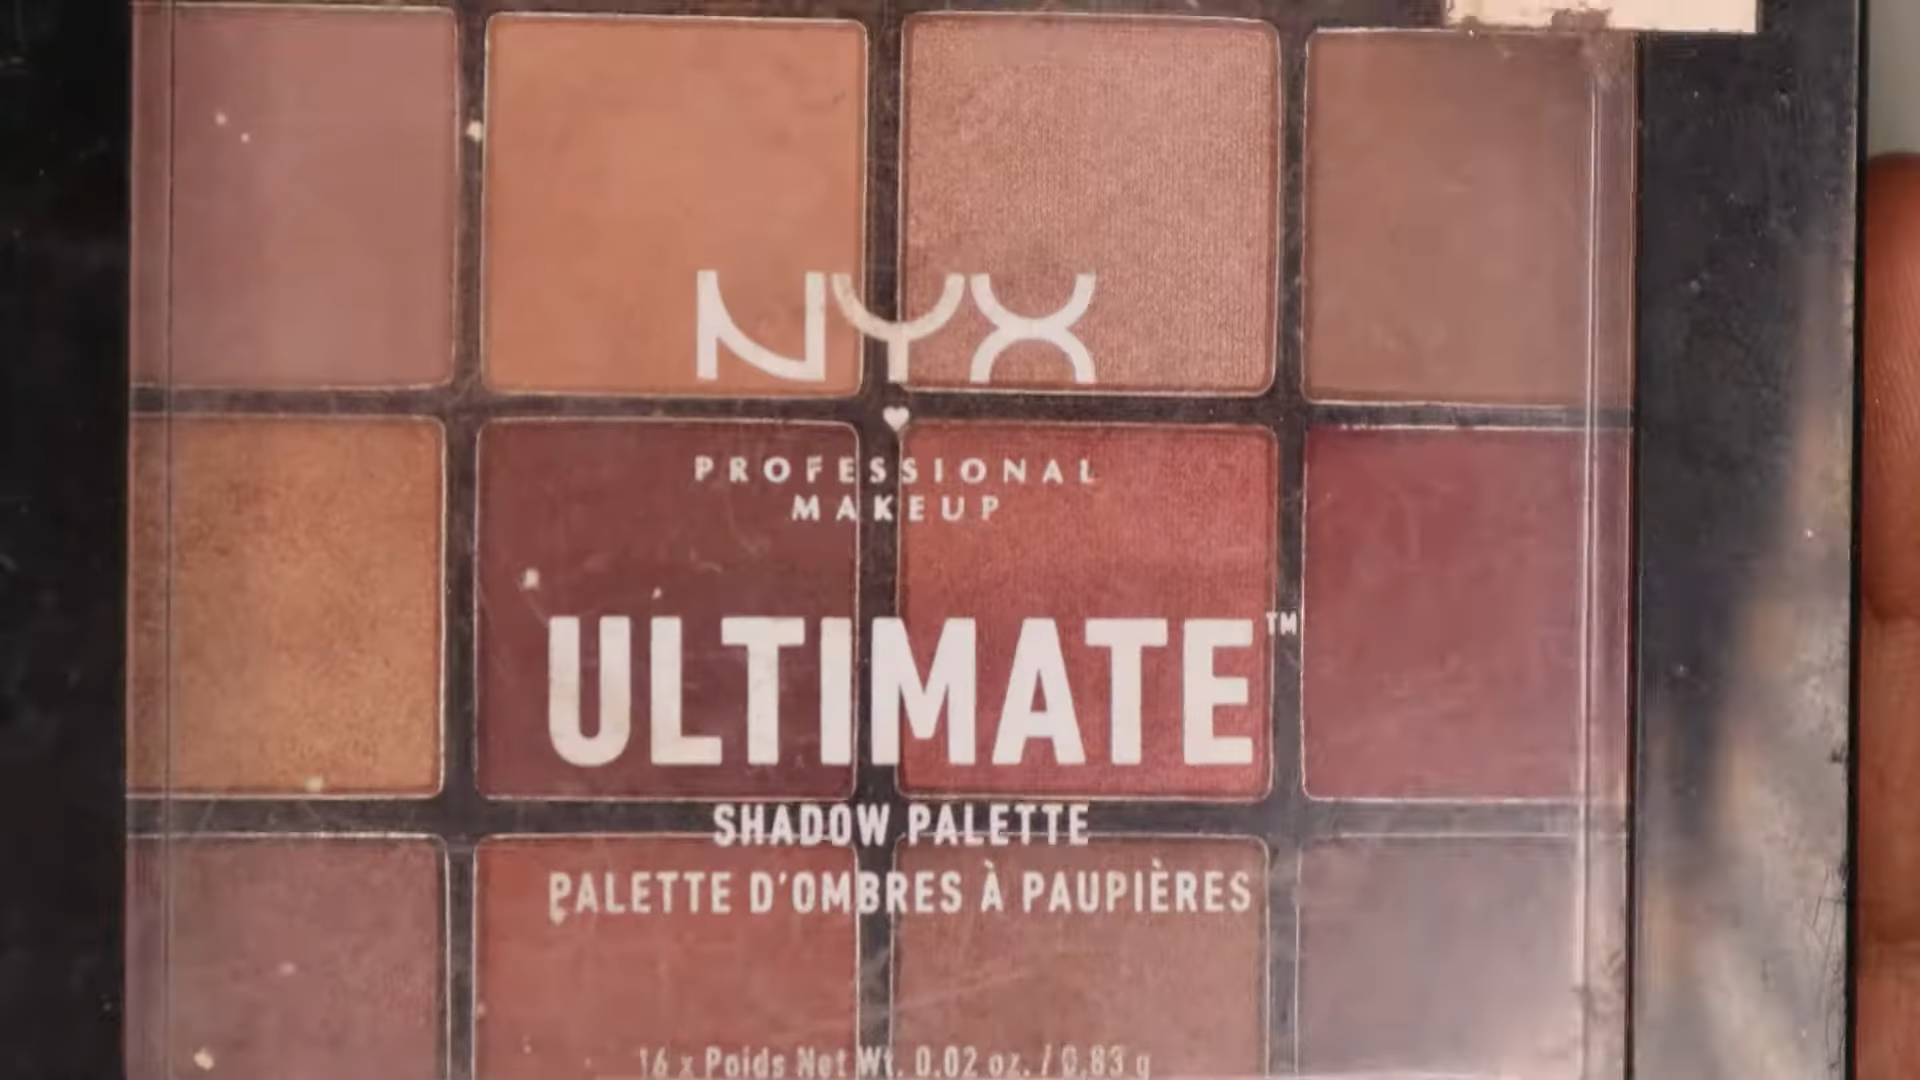 NYX
PROFESSIONAL
MAKEUP
ULTIMATE™
SHADOW PALETTE
PALETTE D'OMBRES À PAUPIÈRES
16 x Poids Net Wt. 0.02 oz. / 0.83 g